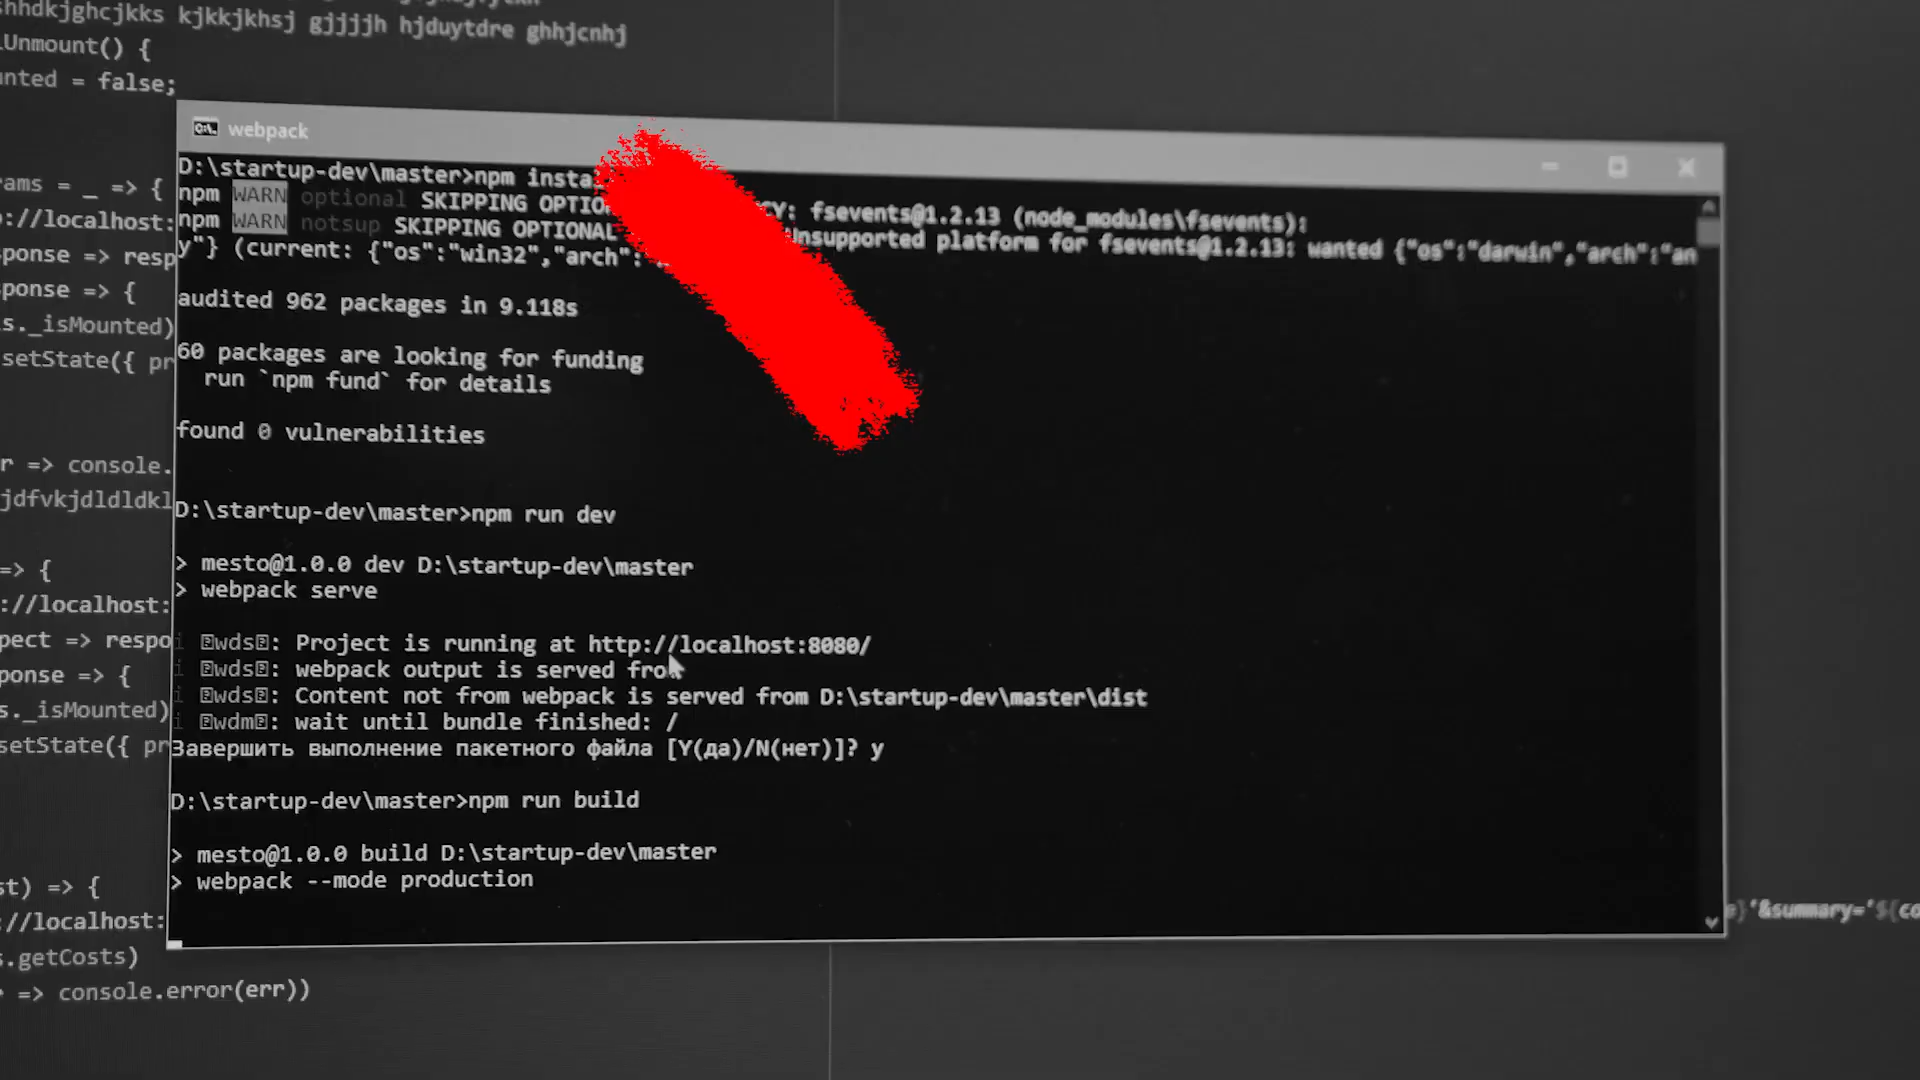 hhdkjghcjkks kjkkjkhsj gjjjjh hjduytdre ghhjcnhj
Unmount() {
unted = false;
webpack
D:\startup-dev\master>npm insta
npm WARN optional SKIPPING OPTIO CY: fsevents@1.2.13 (node_modules\fsevents):
npm WARN notsup SKIPPING OPTIONAL Unsupported platform for fsevents@1.2.13: wanted {"os":"darwin","arch":"an
y"} (current: {"os":"win32","arch":
audited 962 packages in 9.118s
60 packages are looking for funding
run `npm fund` for details
found 0 vulnerabilities
D:\startup-dev\master>npm run dev
> mesto@1.0.0 dev D:\startup-dev\master
> webpack serve
i ⍰wds⍰: Project is running at http://localhost:8080/
i ⍰wds⍰: webpack output is served from
i ⍰wds⍰: Content not from webpack is served from D:\startup-dev\master\dist
i ⍰wdm⍰: wait until bundle finished: /
Завершить выполнение пакетного файла [Y(да)/N(нет)]? y
D:\startup-dev\master>npm run build
> mesto@1.0.0 build D:\startup-dev\master
> webpack --mode production
rams = _ => {
://localhost:
sponse => resp
sponse => {
s._isMounted)
setState({ pr
r => console.
jdfvkjdldldkl
=> {
://localhost:
pect => respo
ponse => {
s._isMounted)
setState({ pr
st) => {
://localhost:
s.getCosts)
=> console.error(err))
}'&summary='${co